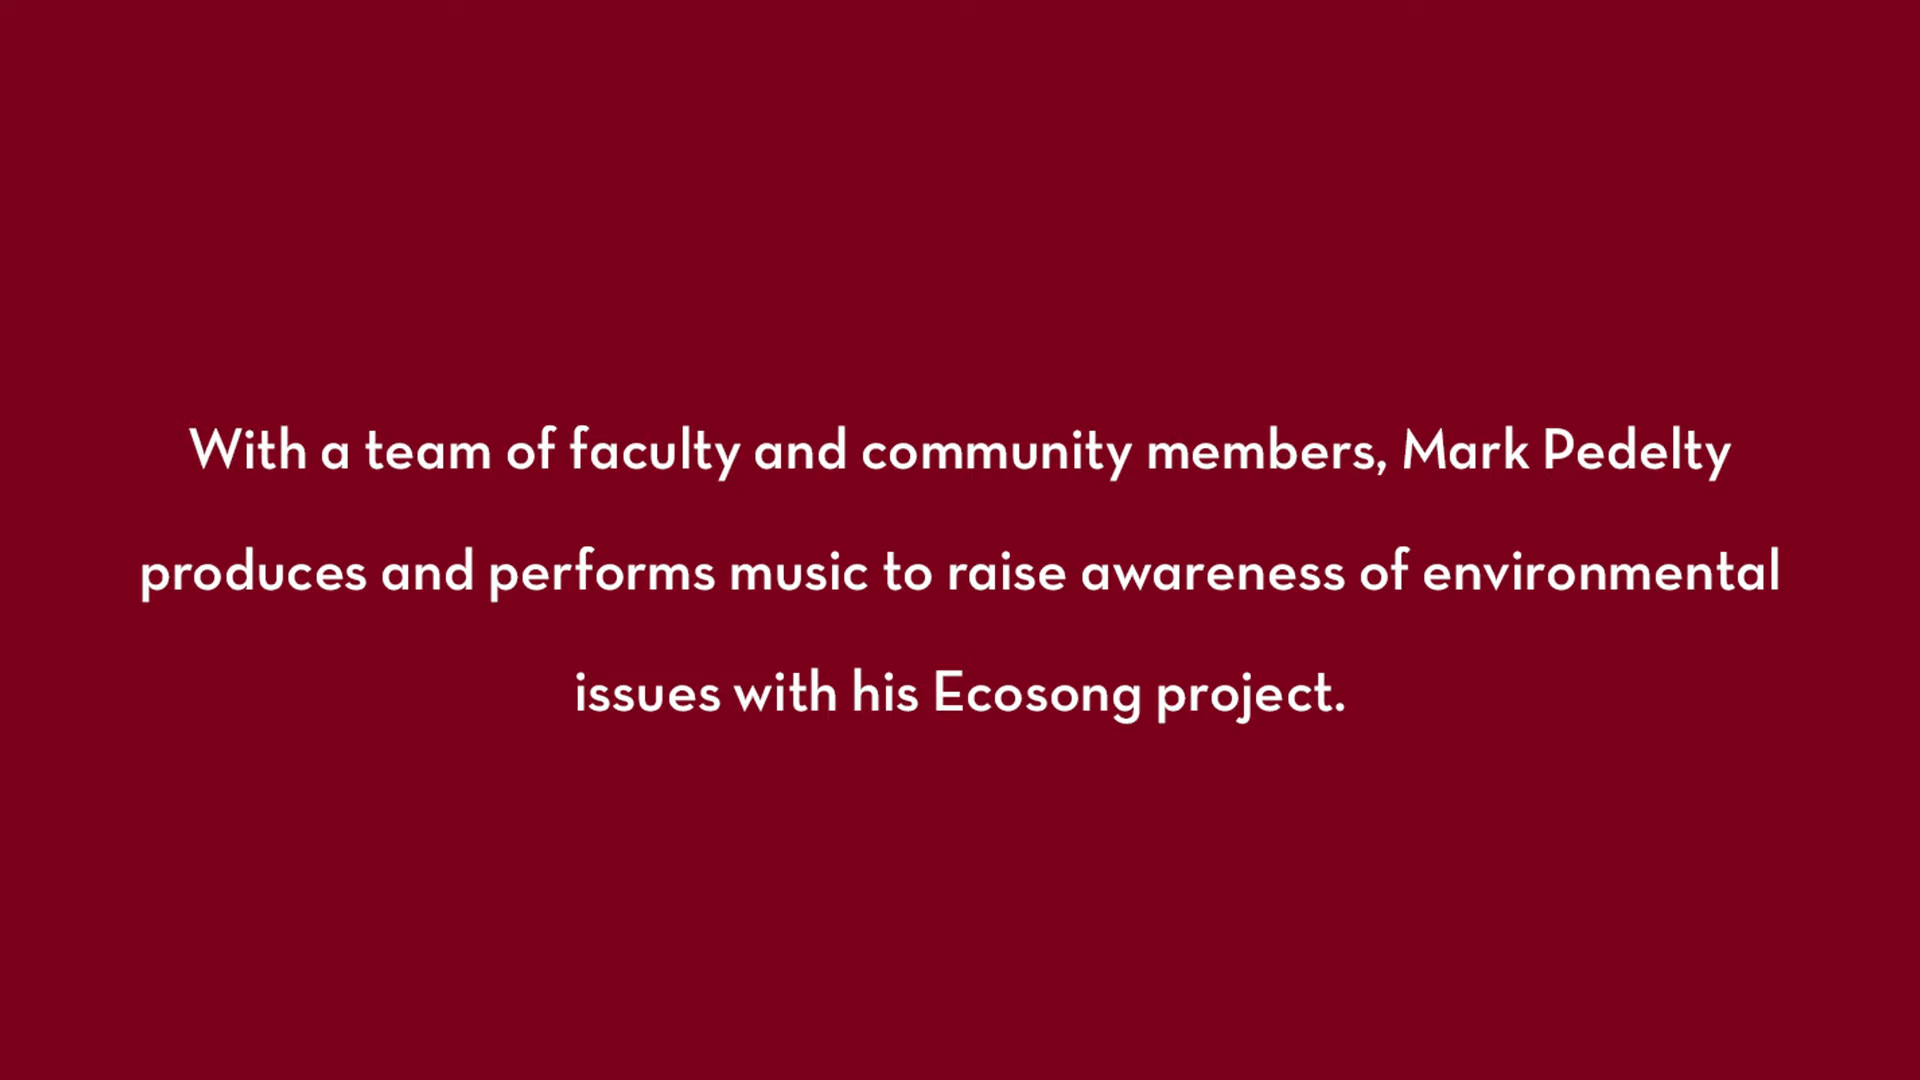 With a team of faculty and community members, Mark Pedelty
produces and performs music to raise awareness of environmental
issues with his Ecosong project.